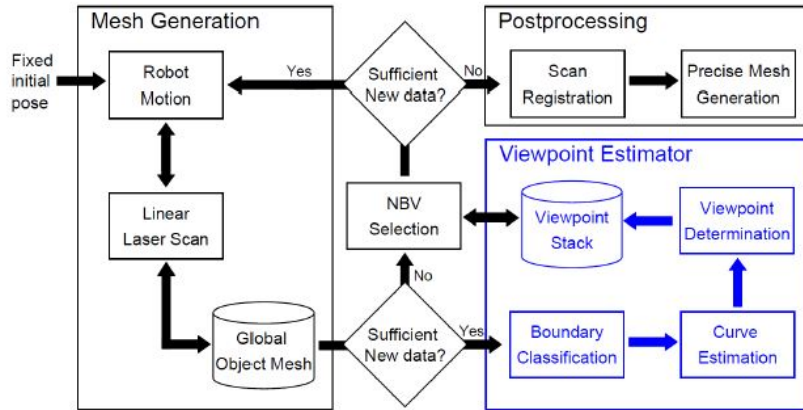 Mesh Generation
Fixed
initial
pose
Robot
Motion
Linear
Laser Scan
Global
Object Mesh
Yes
Sufficient
New data?
No
NBV
Selection
No
Sufficient
New data?
Yes
Postprocessing
Scan
Registration
Precise Mesh
Generation
Viewpoint Estimator
Viewpoint
Stack
Viewpoint
Determination
Boundary
Classification
Curve
Estimation